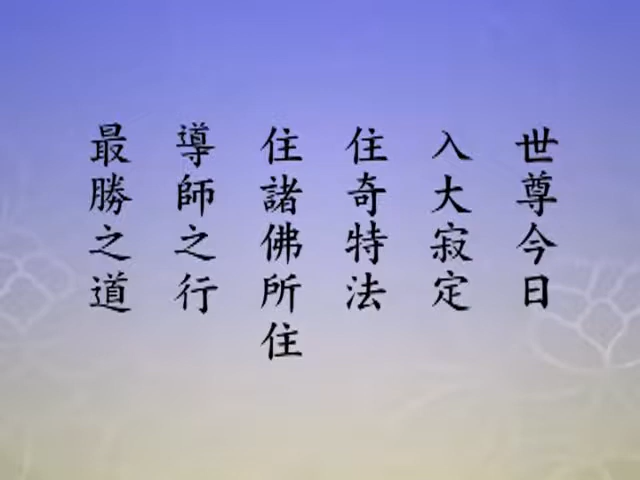 世尊今日
入大寂定
住奇特法
住諸佛所住
導師之行
最勝之道